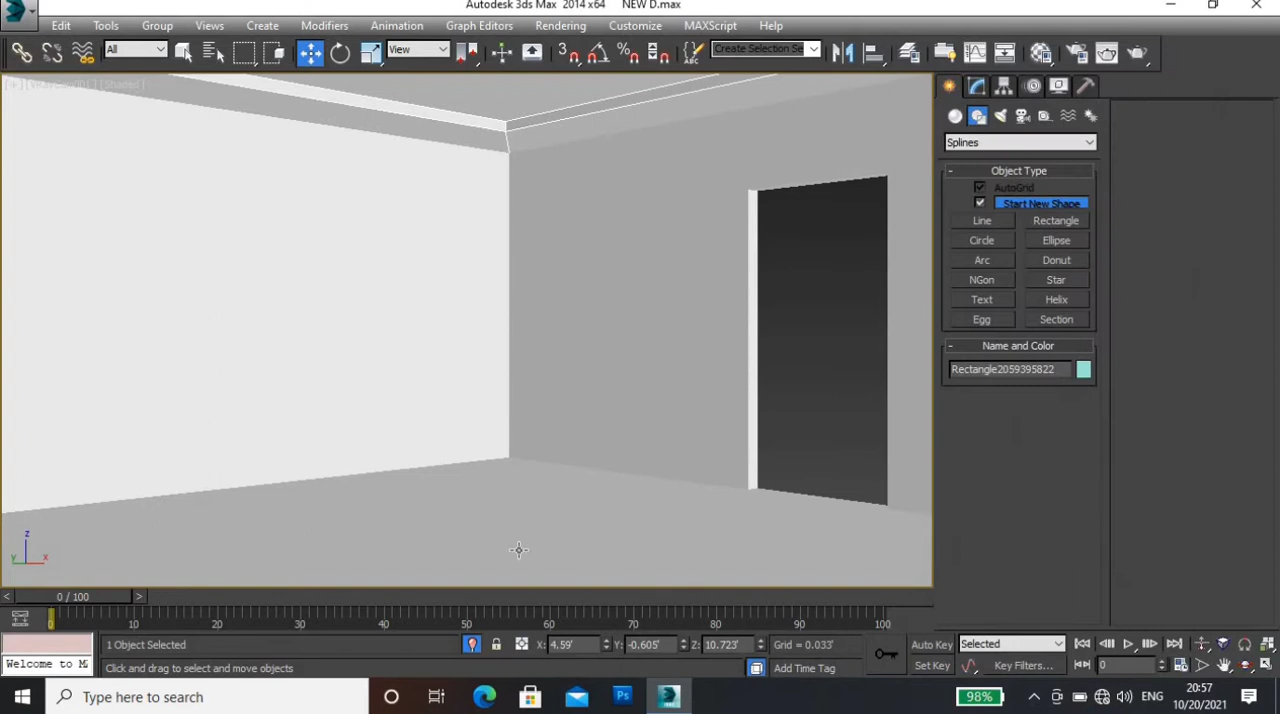 Autodesk 3ds Max 2014 x64 NEW D.max
Edit Tools Group Views Create Modifiers Animation Graph Editors Rendering Customize MAXScript Help
All View 3 % Create Selection Se
[+] [VRayCam001] [Shaded]
Splines
- Object Type
AutoGrid
Start New Shape
Line Rectangle
Circle Ellipse
Arc Donut
NGon Star
Text Helix
Egg Section
- Name and Color
Rectangle2059395822
z
y x
< 0 / 100 >
0 10 20 30 40 50 60 70 80 90 100
1 Object Selected X: 4.59' Y: -0.605' Z: 10.723' Grid = 0.033' Auto Key Selected
Welcome to M Click and drag to select and move objects Add Time Tag Set Key Key Filters... 0
Type here to search Ps 98% ENG 20:57
10/20/2021